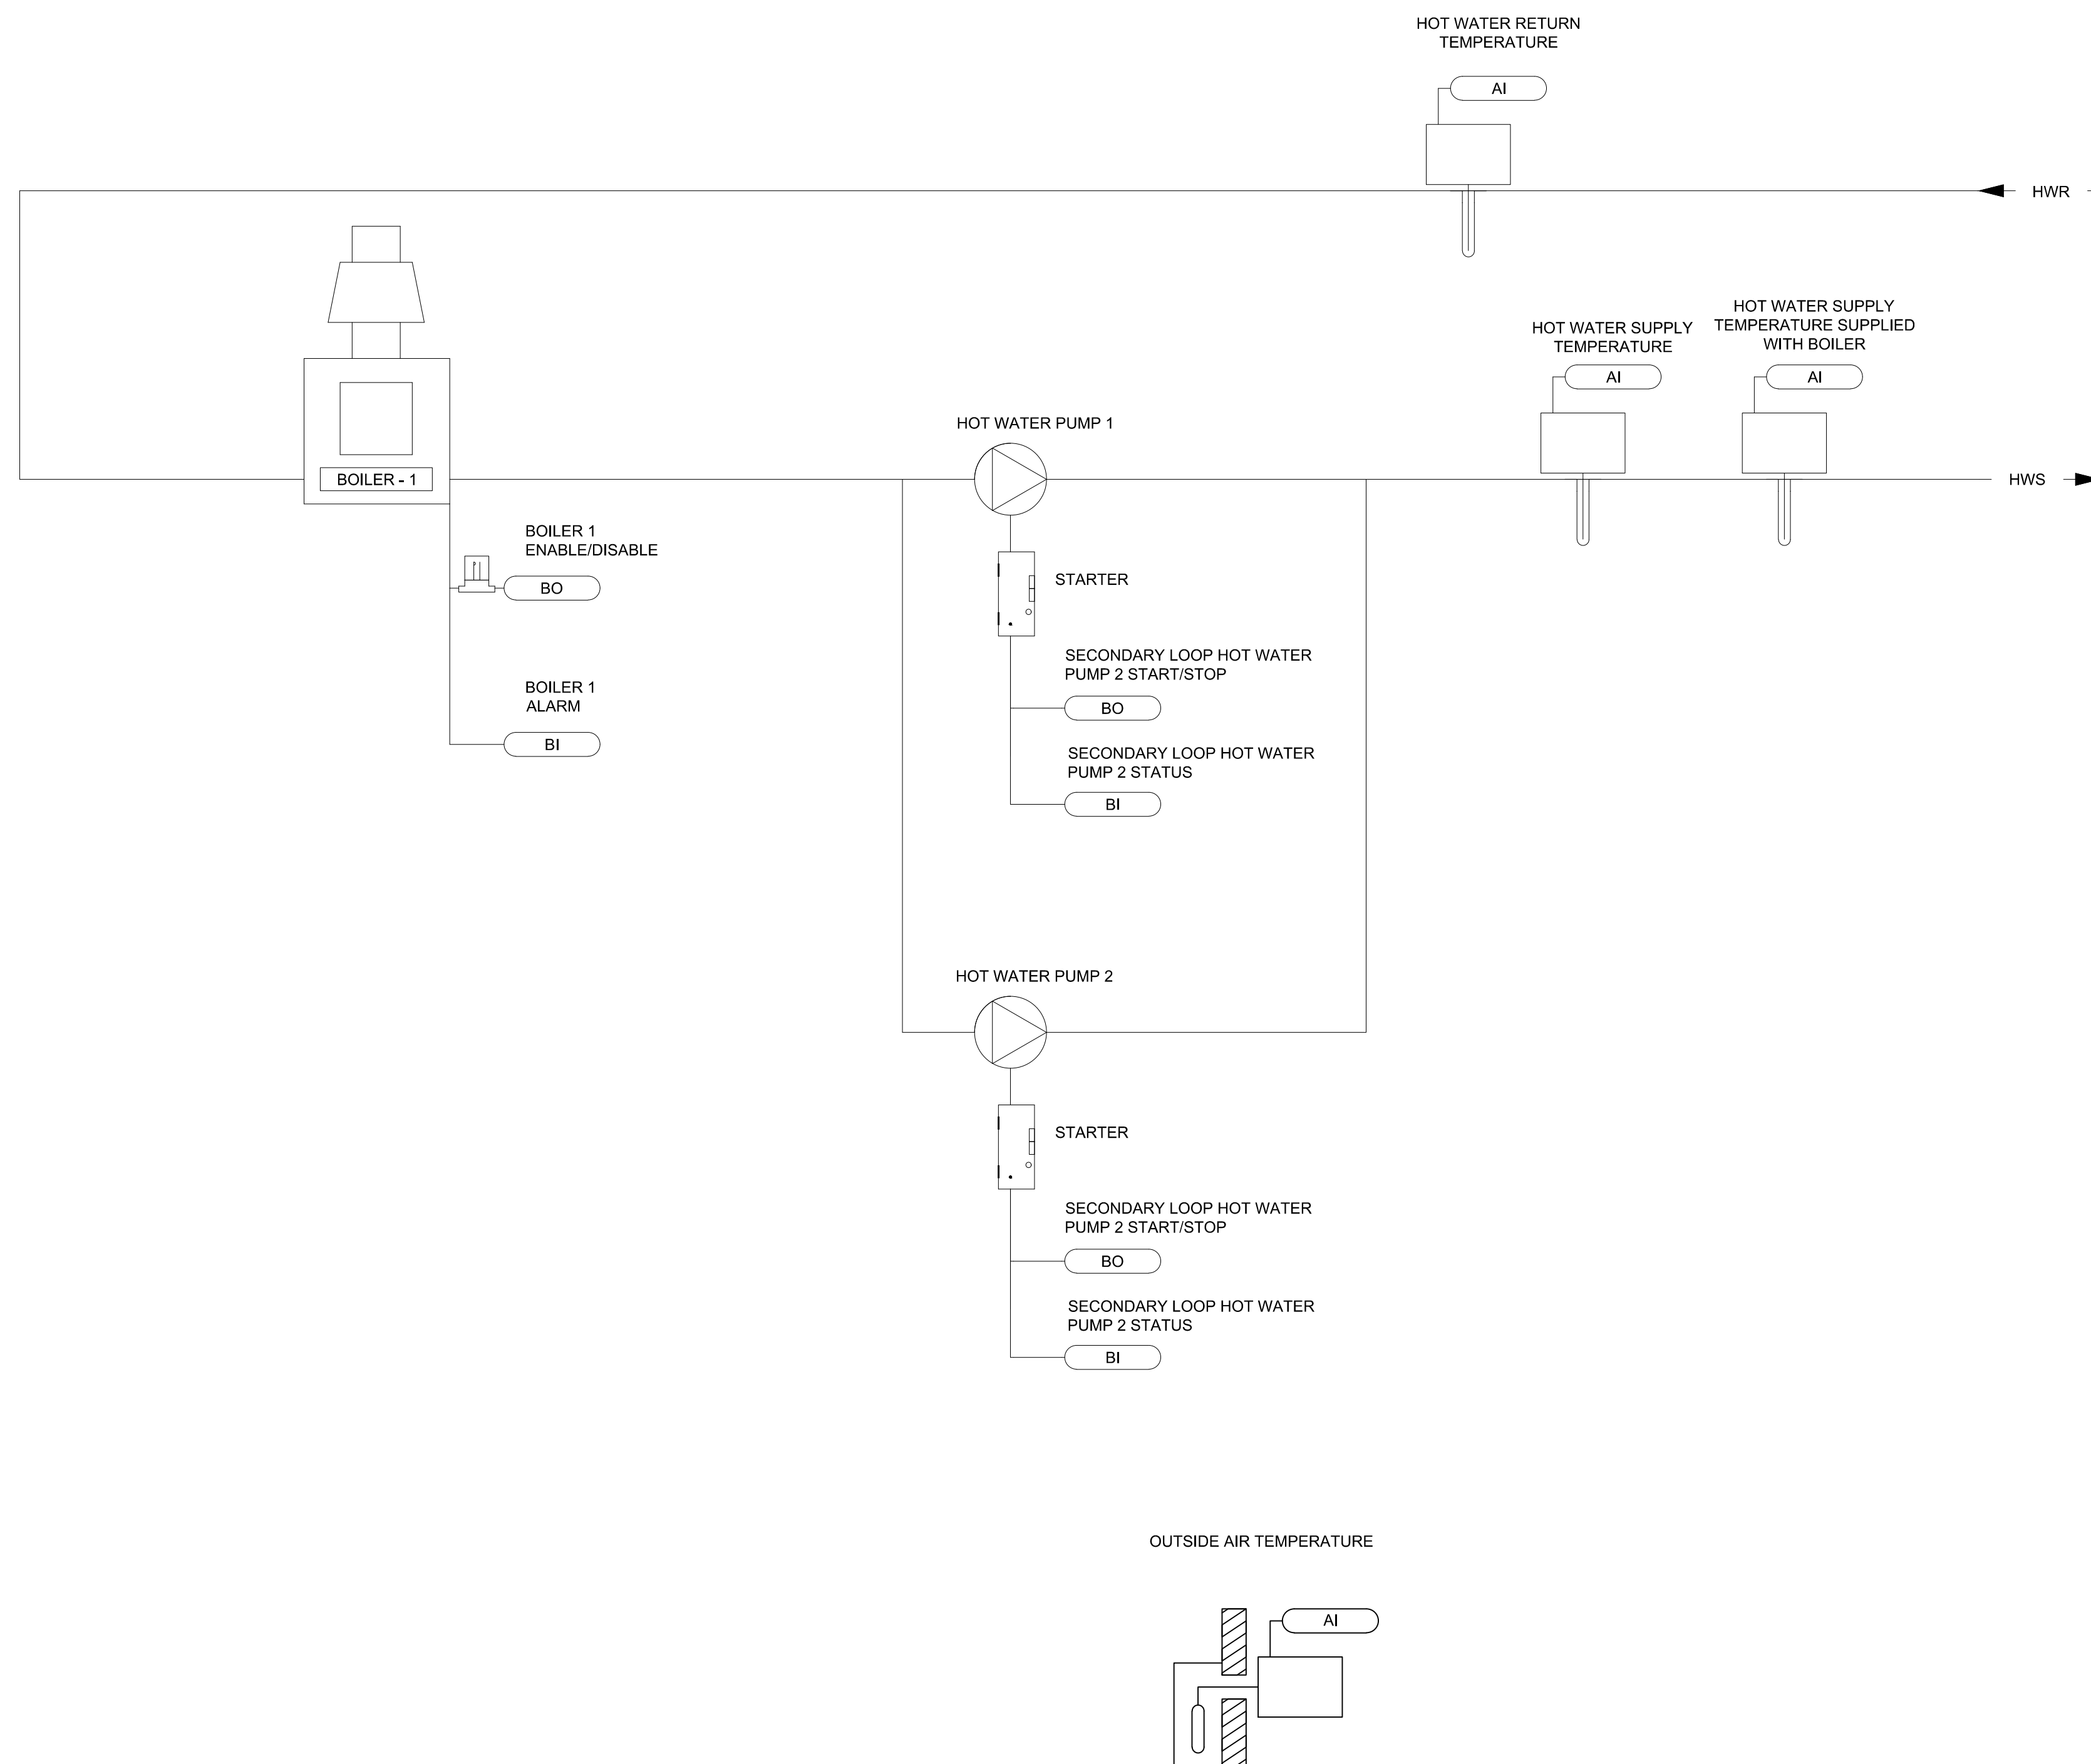 HOT WATER RETURN
TEMPERATURE
AI
HWR
HOT WATER SUPPLY
TEMPERATURE
AI
HOT WATER SUPPLY
TEMPERATURE SUPPLIED
WITH BOILER
AI
HWS
BOILER - 1
BOILER 1
ENABLE/DISABLE
BO
BOILER 1
ALARM
BI
HOT WATER PUMP 1
STARTER
SECONDARY LOOP HOT WATER
PUMP 2 START/STOP
BO
SECONDARY LOOP HOT WATER
PUMP 2 STATUS
BI
HOT WATER PUMP 2
STARTER
SECONDARY LOOP HOT WATER
PUMP 2 START/STOP
BO
SECONDARY LOOP HOT WATER
PUMP 2 STATUS
BI
OUTSIDE AIR TEMPERATURE
AI